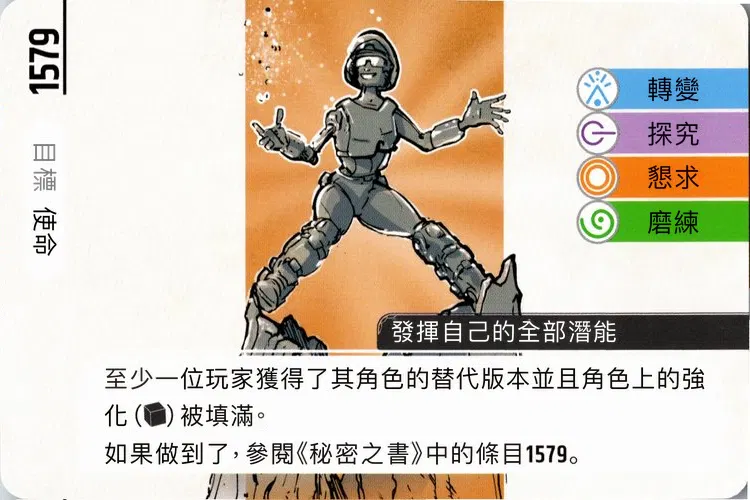 1579
目標 使命
轉變
探究
懇求
磨練
發揮自己的全部潛能
至少一位玩家獲得了其角色的替代版本並且角色上的強
化()被填滿。
如果做到了,參閱《秘密之書》中的條目1579。